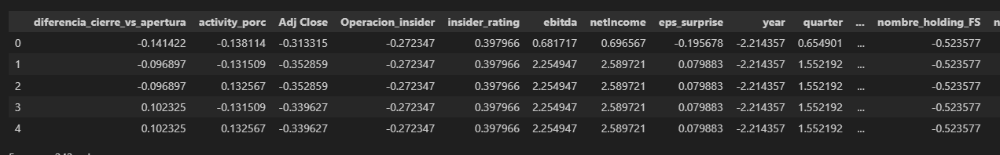 diferencia_cierre_vs_apertura activity_porc Adj Close Operacion_insider insider_rating ebitda netIncome eps_surprise year quarter ... nombre_holding_FS
0 -0.141422 -0.138114 -0.313315 -0.272347 0.397966 0.681717 0.696567 -0.195678 -2.214357 0.654901 ... -0.523577
1 -0.096897 -0.131509 -0.352859 -0.272347 0.397966 2.254947 2.589721 0.079883 -2.214357 1.552192 ... -0.523577
2 -0.096897 0.132567 -0.352859 -0.272347 0.397966 2.254947 2.589721 0.079883 -2.214357 1.552192 ... -0.523577
3 0.102325 -0.131509 -0.339627 -0.272347 0.397966 2.254947 2.589721 0.079883 -2.214357 1.552192 ... -0.523577
4 0.102325 0.132567 -0.339627 -0.272347 0.397966 2.254947 2.589721 0.079883 -2.214357 1.552192 ... -0.523577